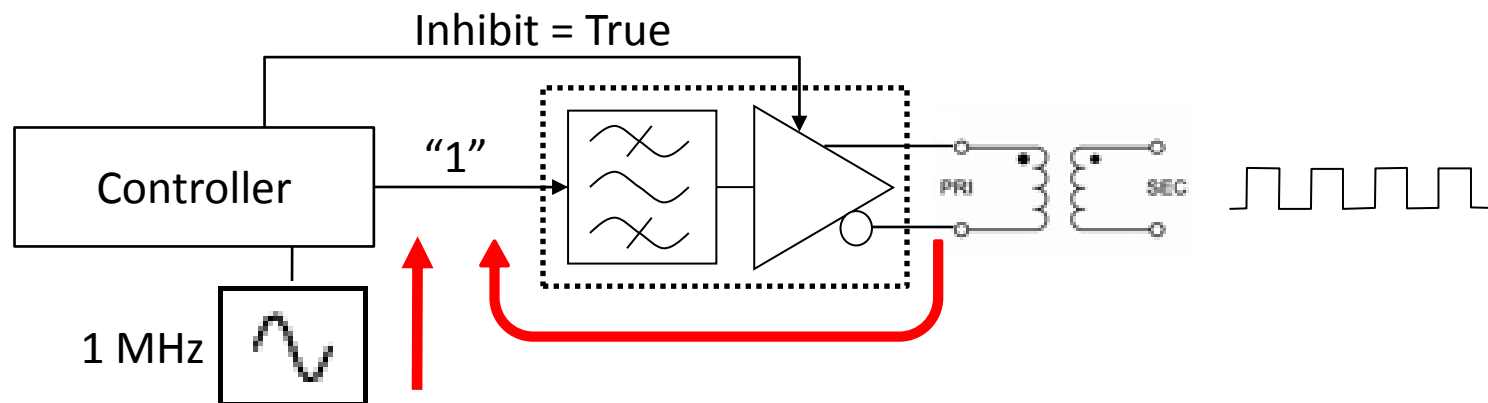 Inhibit = True
“1”
Controller
PRI
SEC
1 MHz